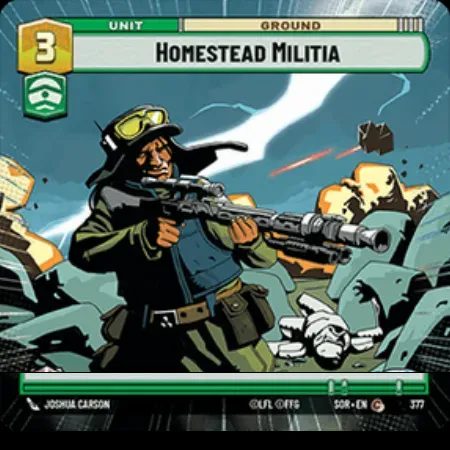 UNIT
GROUND
3
HOMESTEAD MILITIA
JOSHUA CARSON
©LFL ©FFG
SOR • EN
C
377